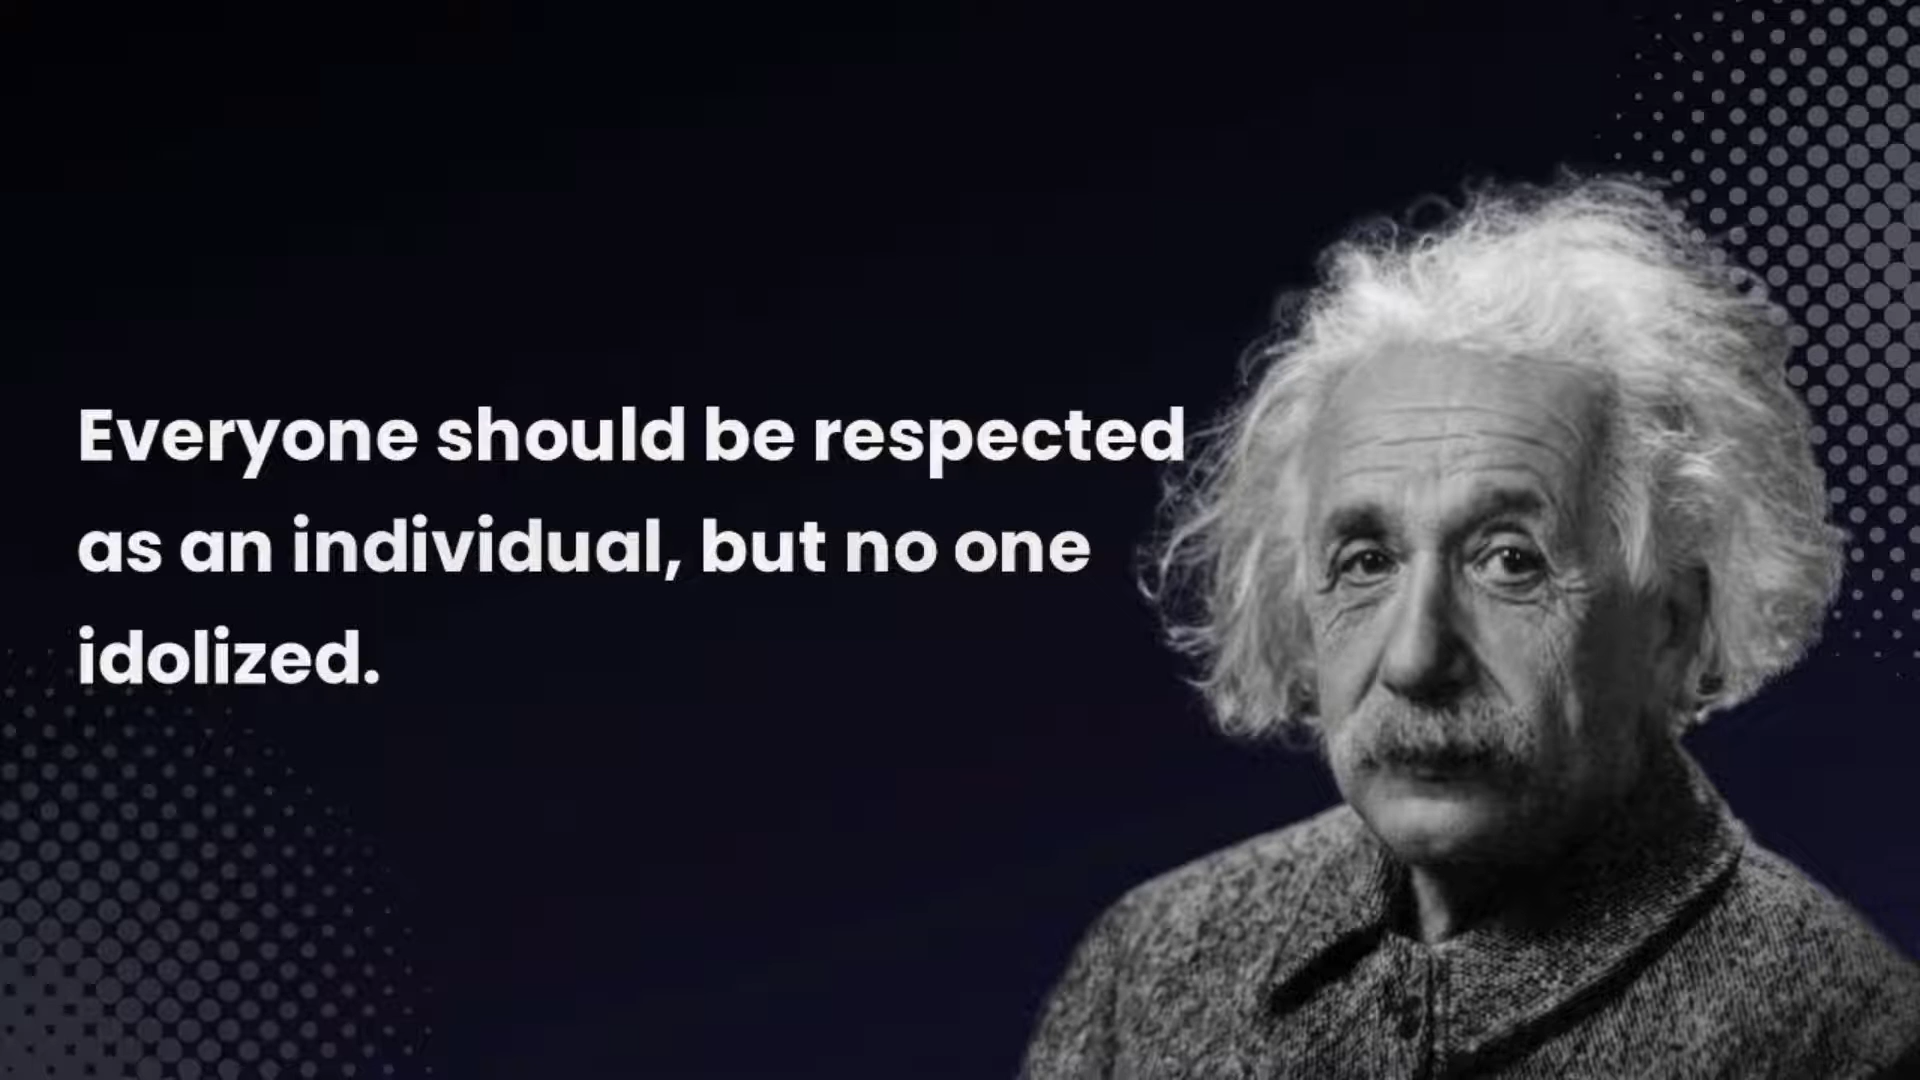 Everyone should be respected
as an individual, but no one
idolized.